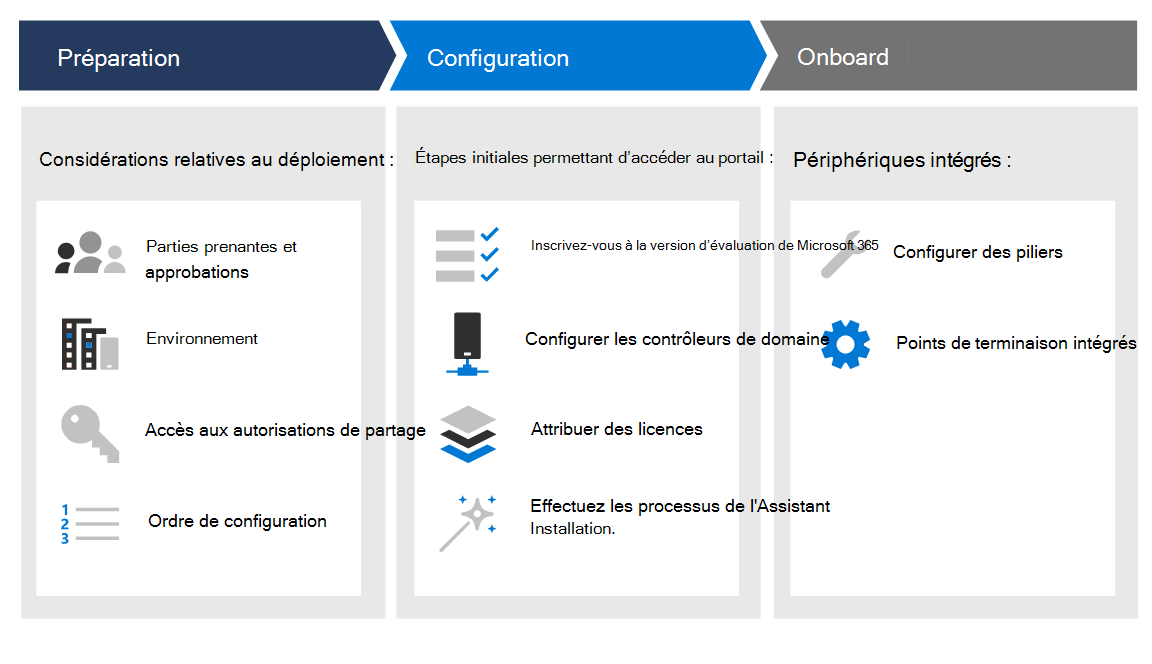 Préparation
Configuration
Onboard
Considérations relatives au déploiement :
Parties prenantes et
approbations
Environnement
Accès aux autorisations de partage
1
2
3
Ordre de configuration
Étapes initiales permettant d’accéder au portail :
Inscrivez-vous à la version d’évaluation de Microsoft 365
Configurer les contrôleurs de domaine
Attribuer des licences
Effectuez les processus de l'Assistant
Installation.
Périphériques intégrés :
Configurer des piliers
Points de terminaison intégrés